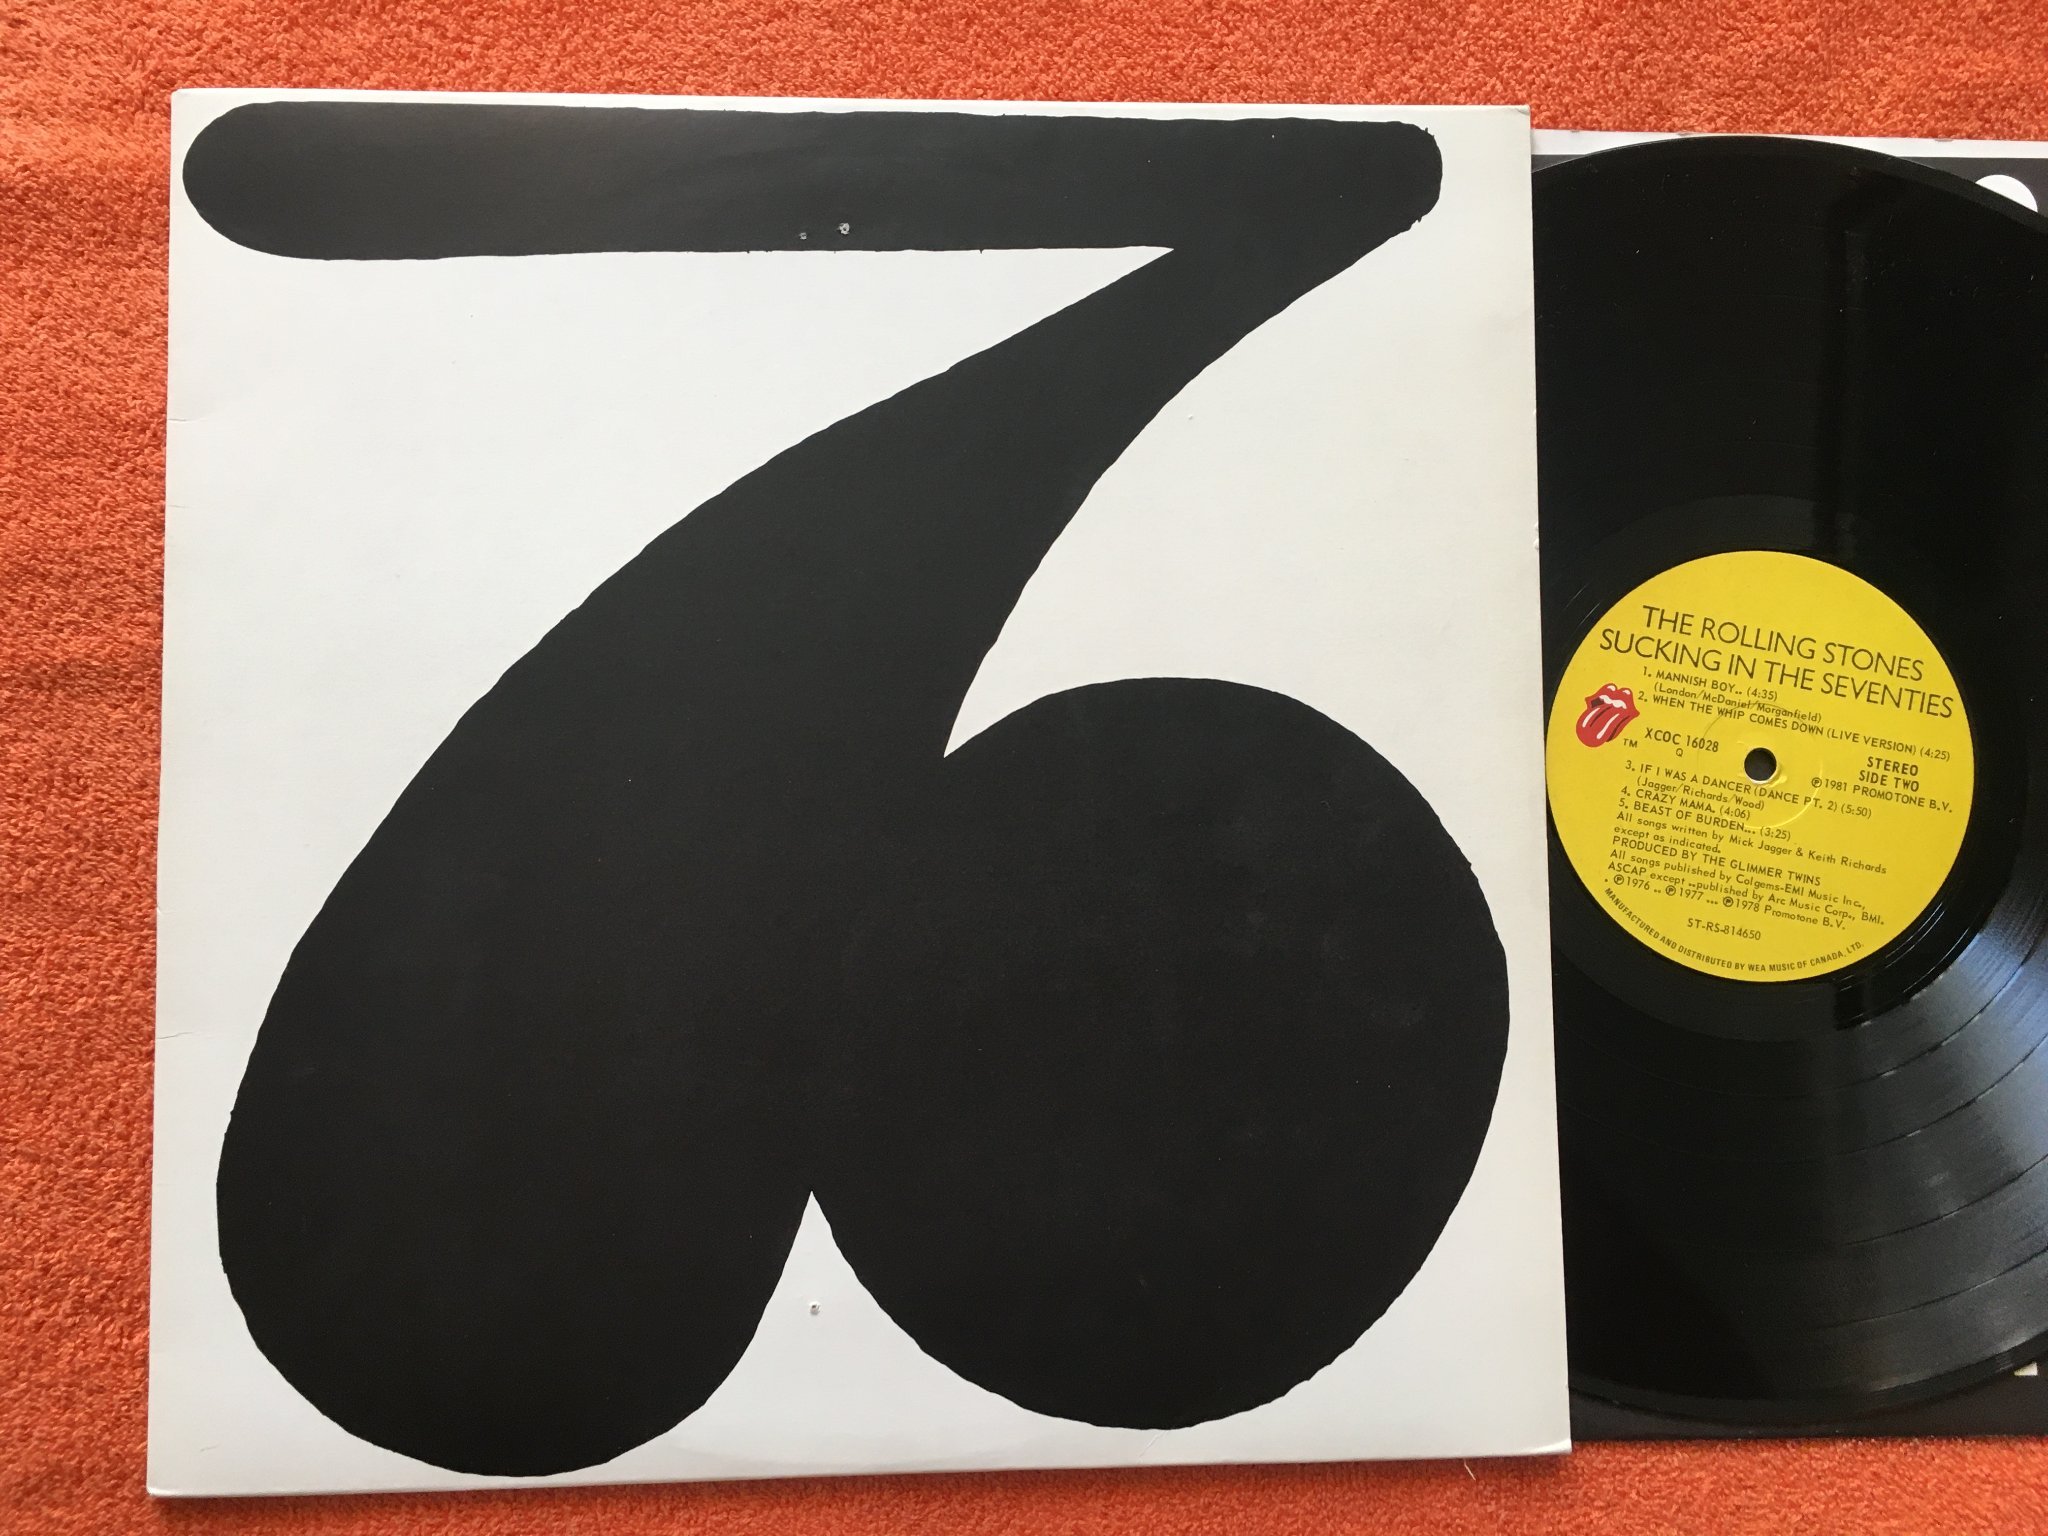 THE ROLLING STONES
SUCKING IN THE SEVENTIES
1. MANNISH BOY.. (4:35)
(London/McDaniel/Morganfield)
2. WHEN THE WHIP COMES DOWN (LIVE VERSION) (4:25)
TM
XCOC 16028
Q
STEREO
SIDE TWO
℗1981 PROMOTONE B.V.
3. IF I WAS A DANCER (DANCE PT. 2) (5:50)
(Jagger/Richards/Wood)
4. CRAZY MAMA. (4:06)
5. BEAST OF BURDEN... (3:25)
All songs written by Mick Jagger & Keith Richards
except as indicated.
PRODUCED BY THE GLIMMER TWINS
All songs published by Colgems-EMI Music Inc.,
ASCAP except ..published by Arc Music Corp., BMI.
. ℗1976 .. ℗1977 ... ℗1978 Promotone B.V.
ST-RS-814650
MANUFACTURED AND DISTRIBUTED BY WEA MUSIC OF CANADA, LTD.